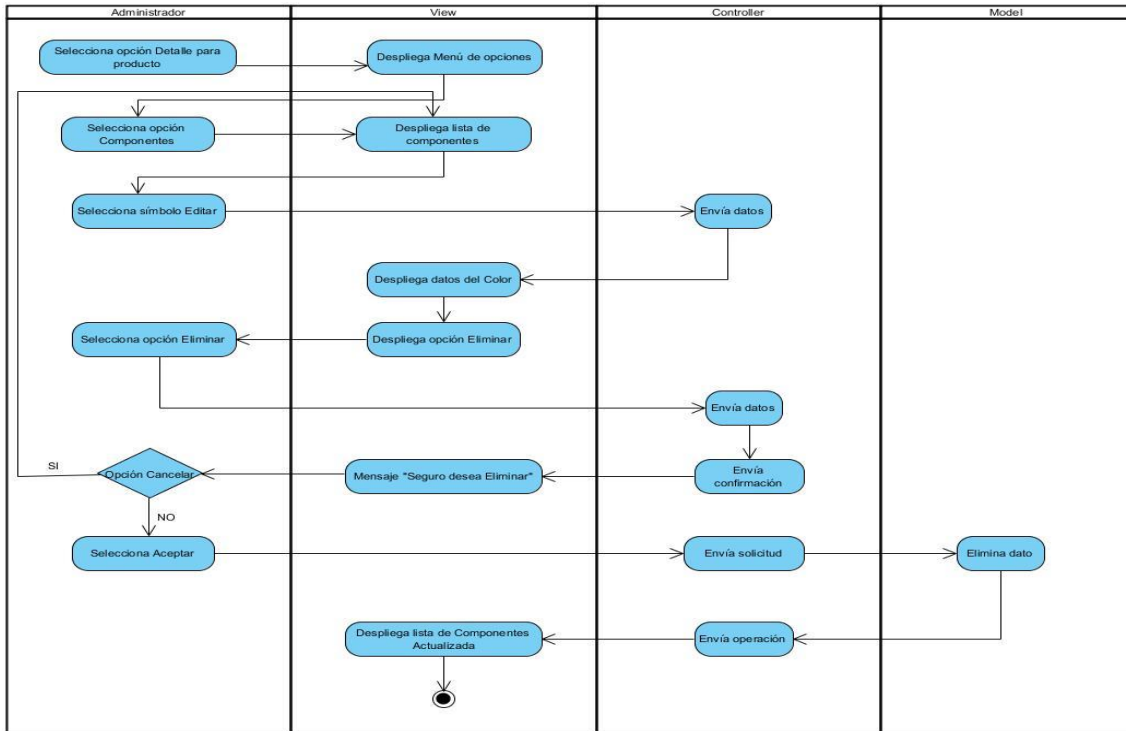 Administrador
View
Controller
Model
Selecciona opción Detalle para
producto
Despliega Menú de opciones
Selecciona opción
Componentes
Despliega lista de
componentes
Selecciona símbolo Editar
Envía datos
Despliega datos del Color
Selecciona opción Eliminar
Despliega opción Eliminar
Envía datos
SI
Opción Cancelar
Mensaje "Seguro desea Eliminar"
Envía
confirmación
NO
Selecciona Aceptar
Envía solicitud
Elimina dato
Despliega lista de Componentes
Actualizada
Envía operación